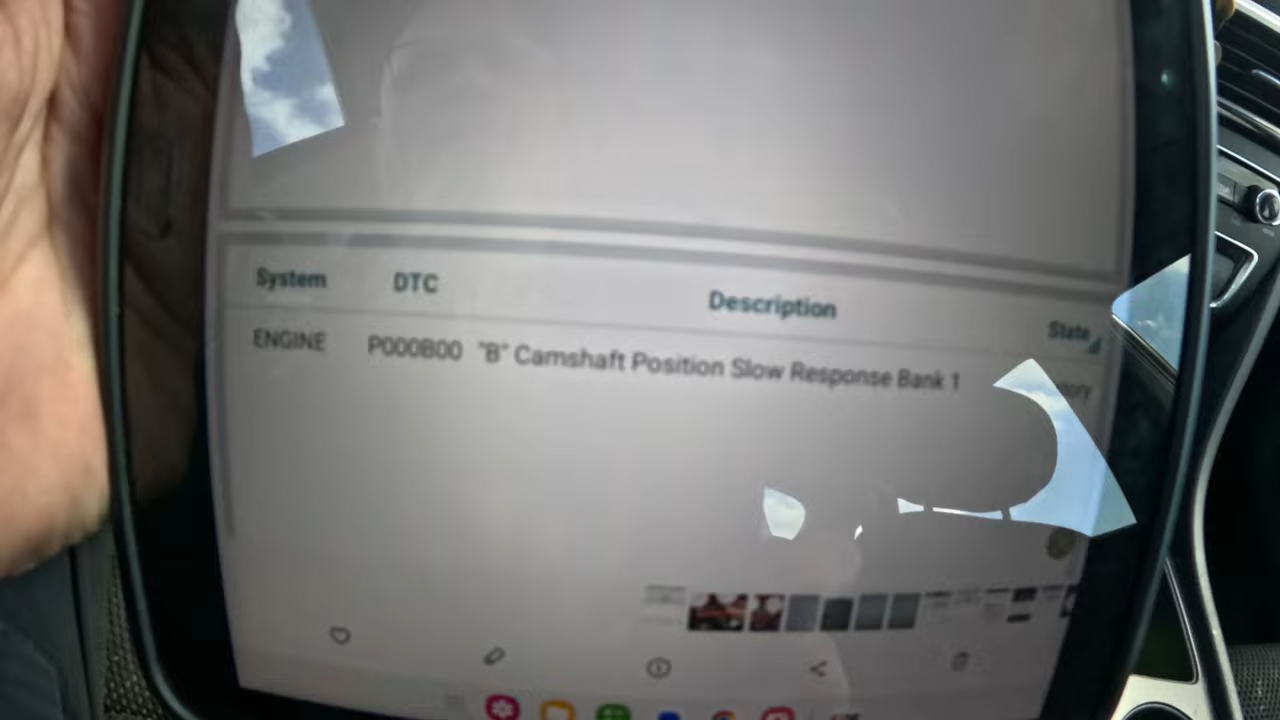 System DTC Description State
ENGINE P000B00 "B" Camshaft Position Slow Response Bank 1